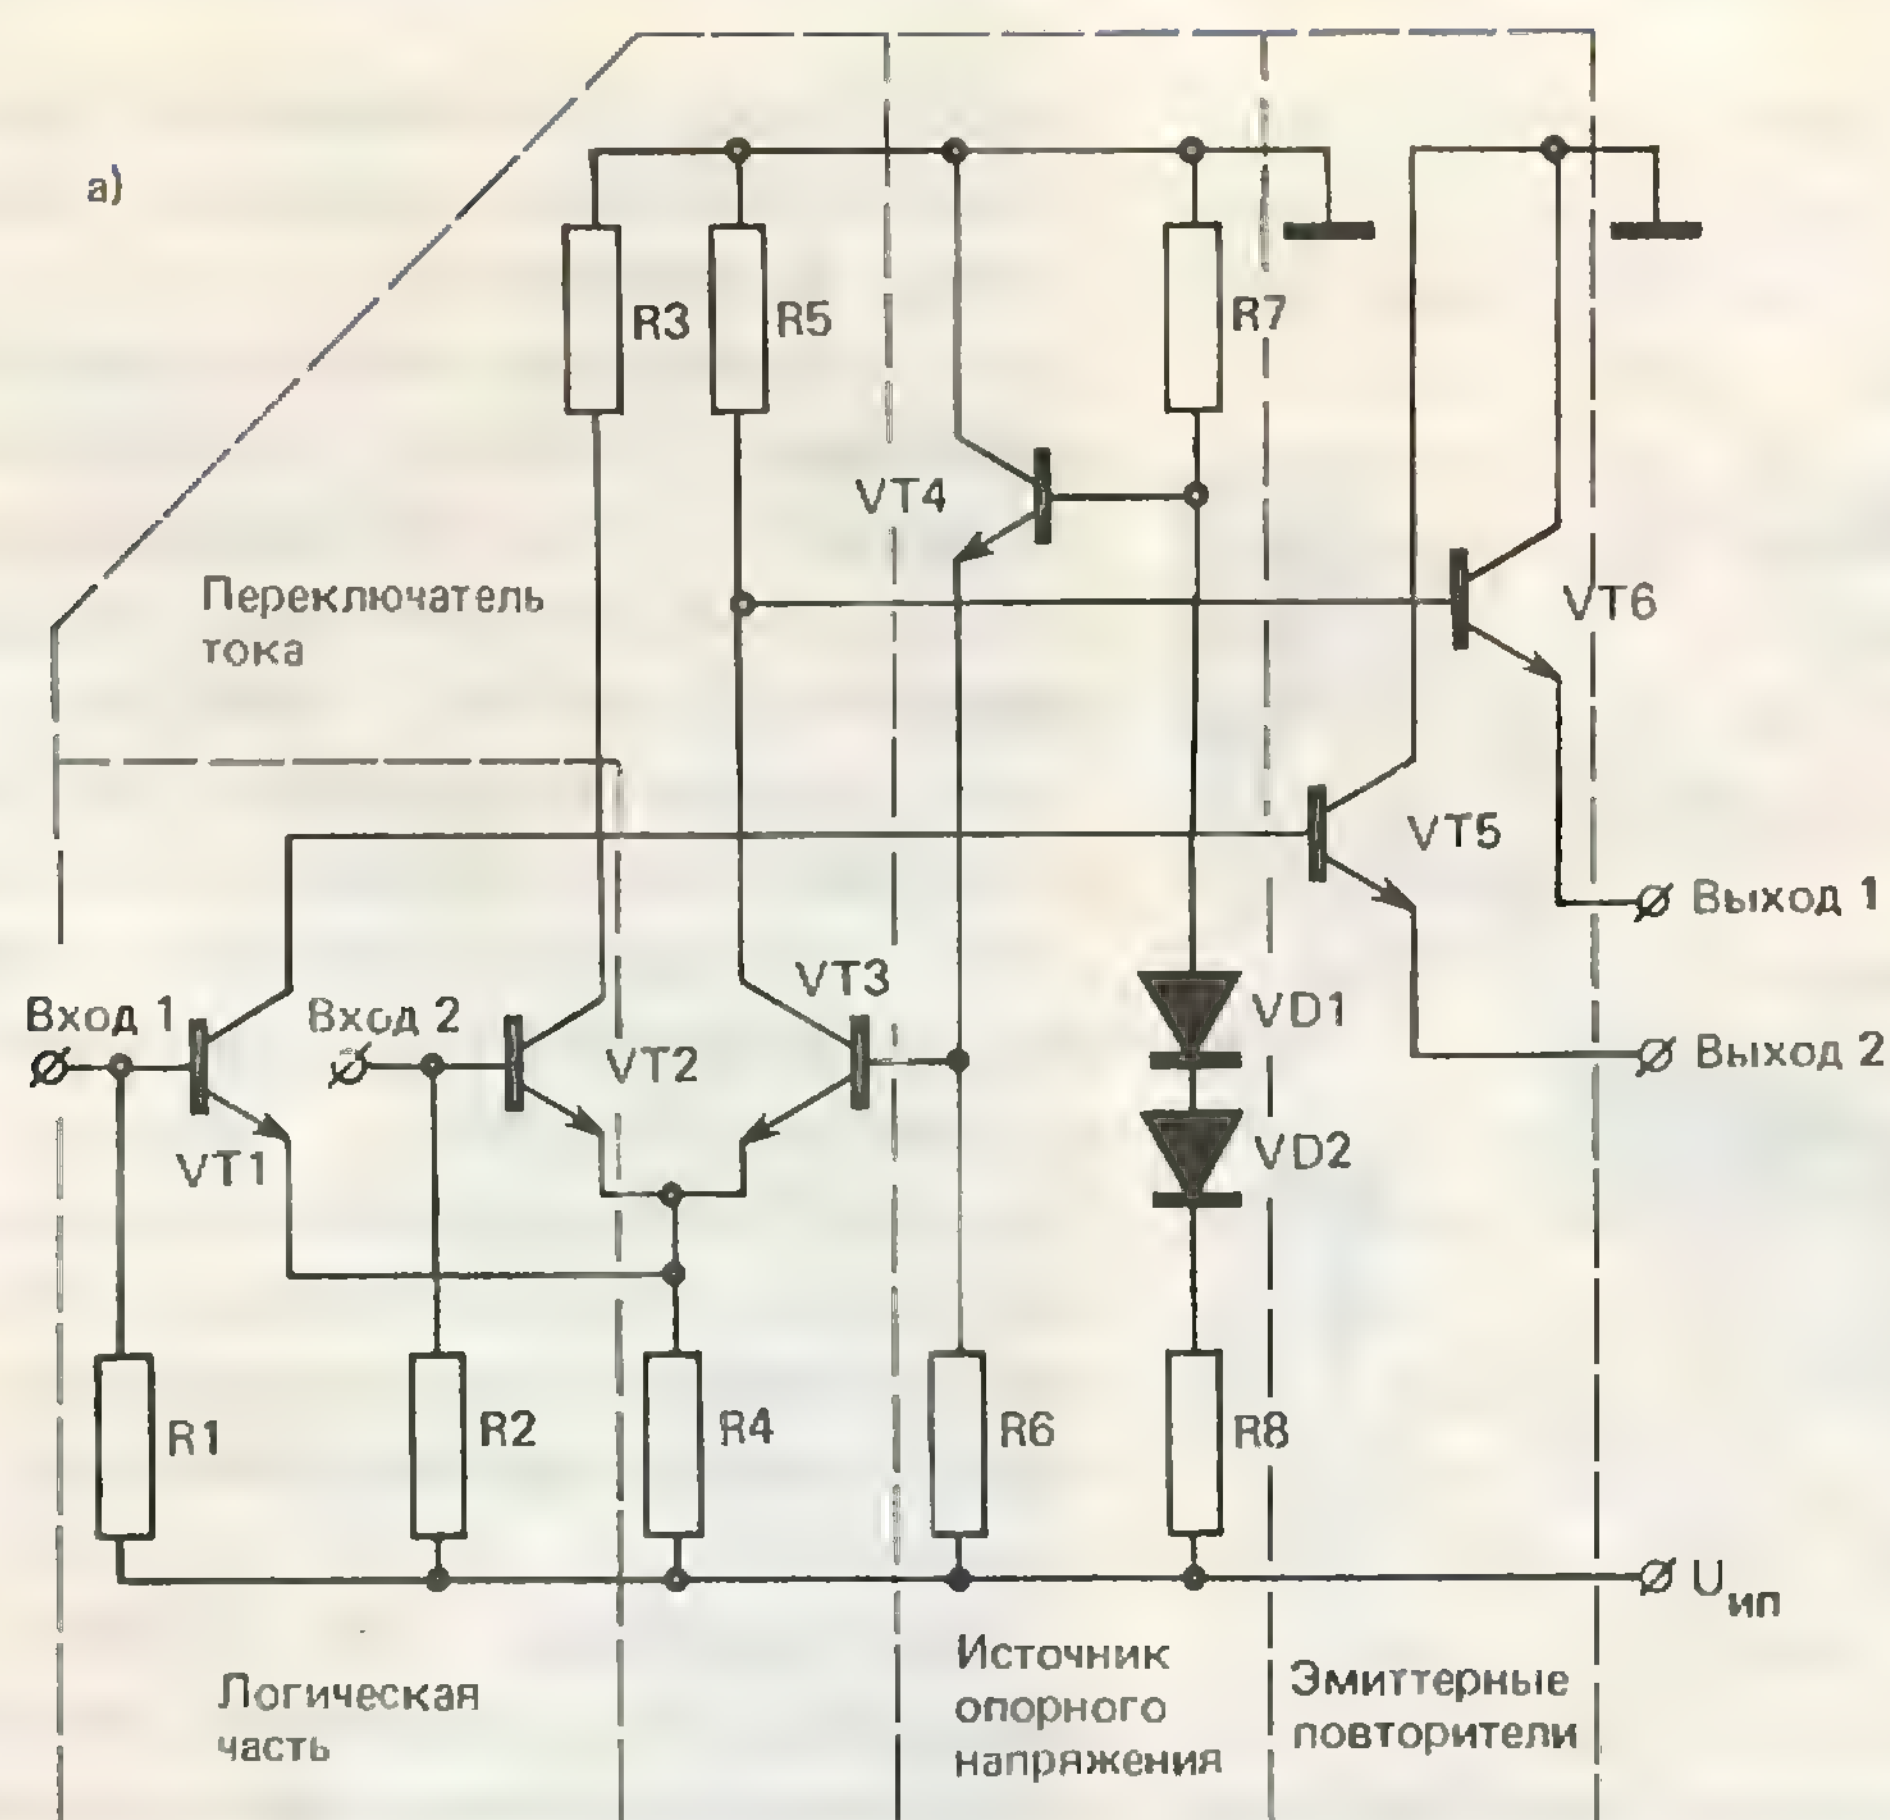 а)
R3
R5
R7
VT4
Переключатель
тока
VT6
VT5
Выход 1
VT3
Вход 1
Вход 2
VD1
VT2
Выход 2
VT1
VD2
R1
R2
R4
R6
R8
Uип
Логическая
часть
Источник
опорного
напряжения
Эмиттерные
повторители